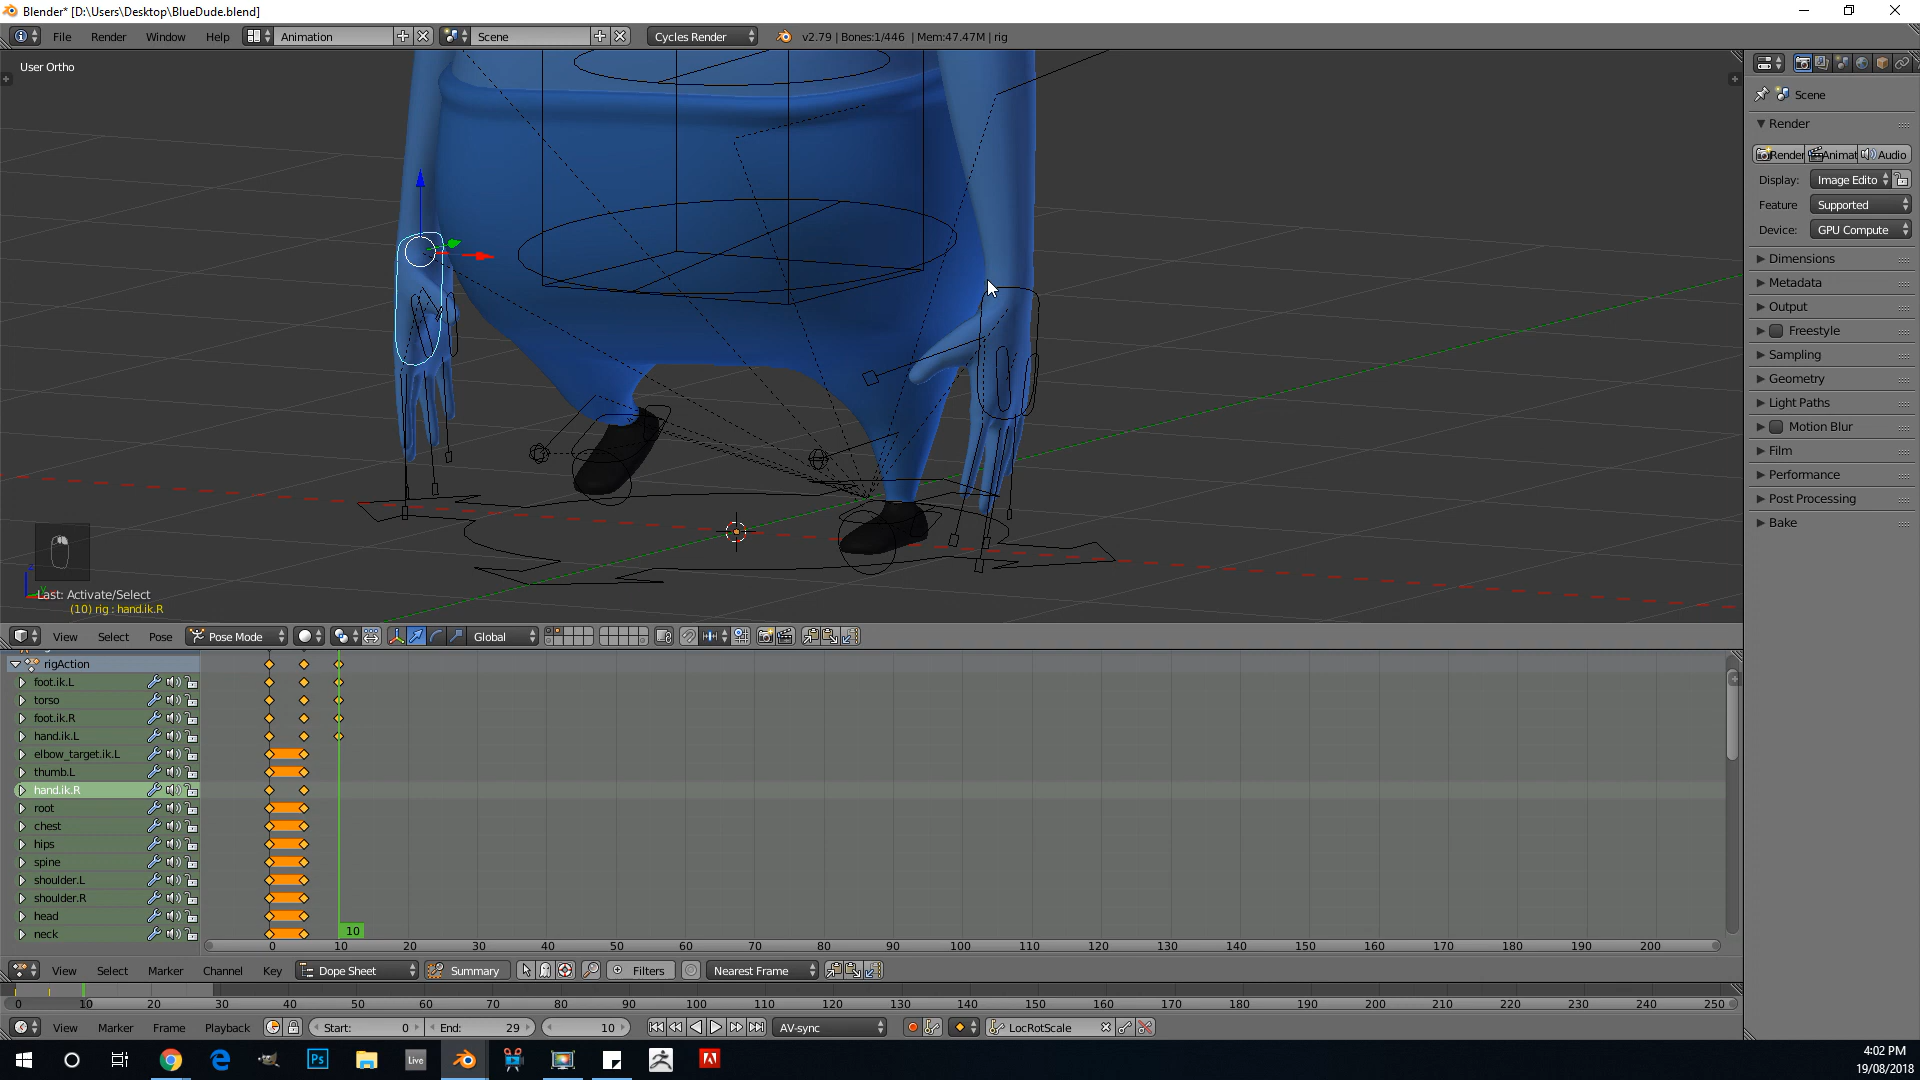 Blender* [D:\Users\Desktop\BlueDude.blend]
File Render Window Help Animation Scene Cycles Render v2.79 | Bones:1/446 | Mem:47.47M | rig
User Ortho
Scene
Render
Render Animat Audio
Display: Image Edito
Feature Supported
Device: GPU Compute
Dimensions
Metadata
Output
Freestyle
Sampling
Geometry
Light Paths
Motion Blur
Film
Performance
Post Processing
Bake
Last: Activate/Select
(10) rig : hand.ik.R
View Select Pose Pose Mode Global
rigAction
foot.ik.L
torso
foot.ik.R
hand.ik.L
elbow_target.ik.L
thumb.L
hand.ik.R
root
chest
hips
spine
shoulder.L
shoulder.R
head
neck
10
0 10 20 30 40 50 60 70 80 90 100 110 120 130 140 150 160 170 180 190 200
View Select Marker Channel Key Dope Sheet Summary Filters Nearest Frame
0 10 20 30 40 50 60 70 80 90 100 110 120 130 140 150 160 170 180 190 200 210 220 230 240 250
View Marker Frame Playback Start: 0 End: 29 10 AV-sync LocRotScale
Ps Live
4:02 PM
19/08/2018